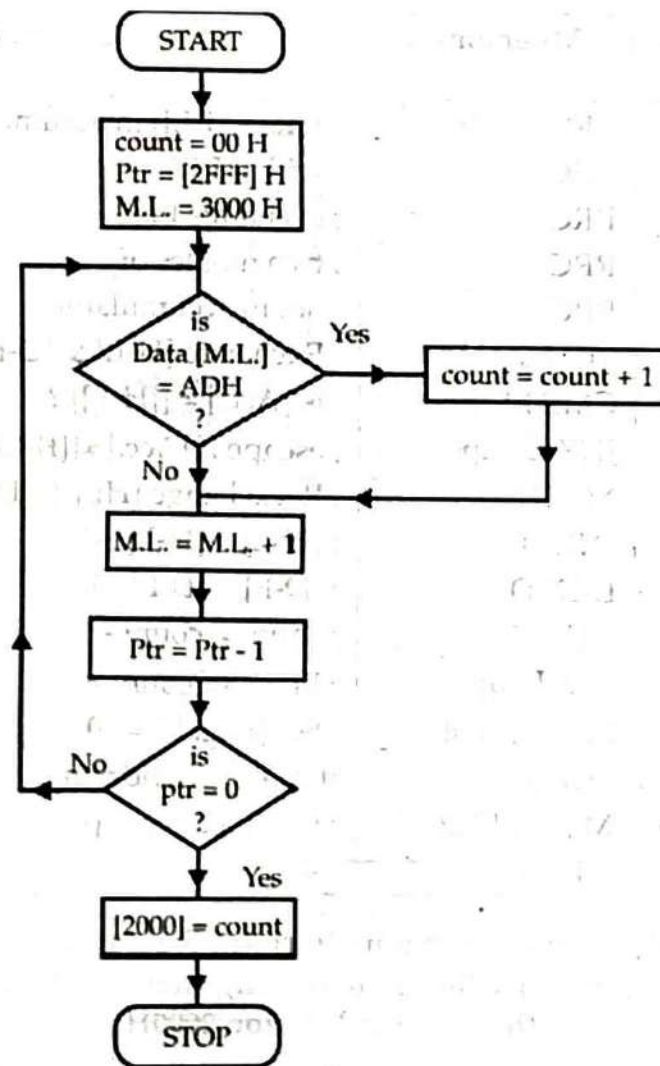 START
count = 00 H
Ptr = [2FFF] H
M.L. = 3000 H
is
Data [M.L.]
= ADH
?
Yes
count = count + 1
No
M.L. = M.L. + 1
Ptr = Ptr - 1
is
ptr = 0
?
No
Yes
[2000] = count
STOP